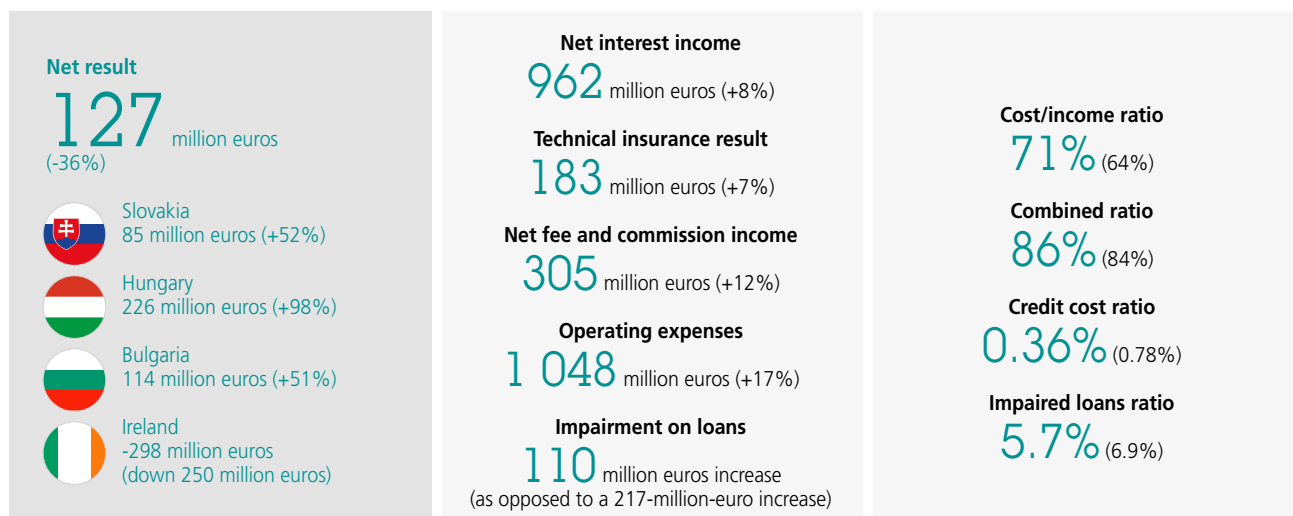 Net result
127 million euros
(-36%)
Slovakia
85 million euros (+52%)
Hungary
226 million euros (+98%)
Bulgaria
114 million euros (+51%)
Ireland
-298 million euros
(down 250 million euros)
Net interest income
962 million euros (+8%)
Technical insurance result
183 million euros (+7%)
Net fee and commission income
305 million euros (+12%)
Operating expenses
1 048 million euros (+17%)
Impairment on loans
110 million euros increase
(as opposed to a 217-million-euro increase)
Cost/income ratio
71% (64%)
Combined ratio
86% (84%)
Credit cost ratio
0.36% (0.78%)
Impaired loans ratio
5.7% (6.9%)